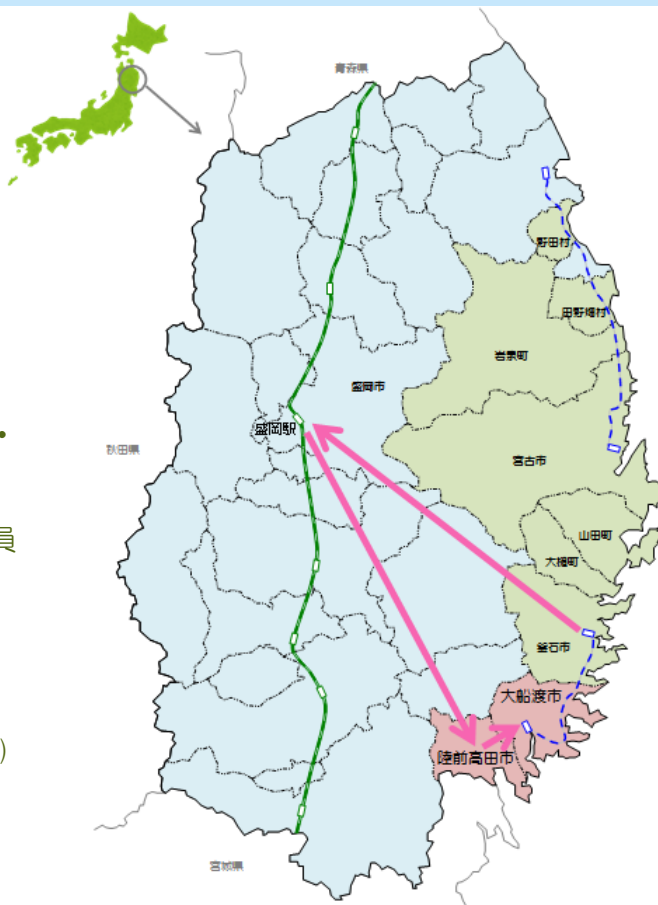 青森県
野田村
田野畑村
岩泉町
盛岡市
盛岡駅
秋田県
宮古市
山田町
大槌町
員
釜石市
大船渡市
)
陸前高田市
宮城県